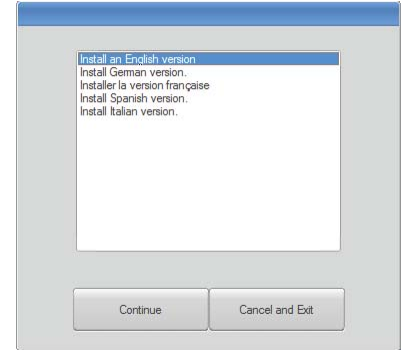 Install an English version
Install German version.
Installer la version française
Install Spanish version.
Install Italian version.
Continue
Cancel and Exit